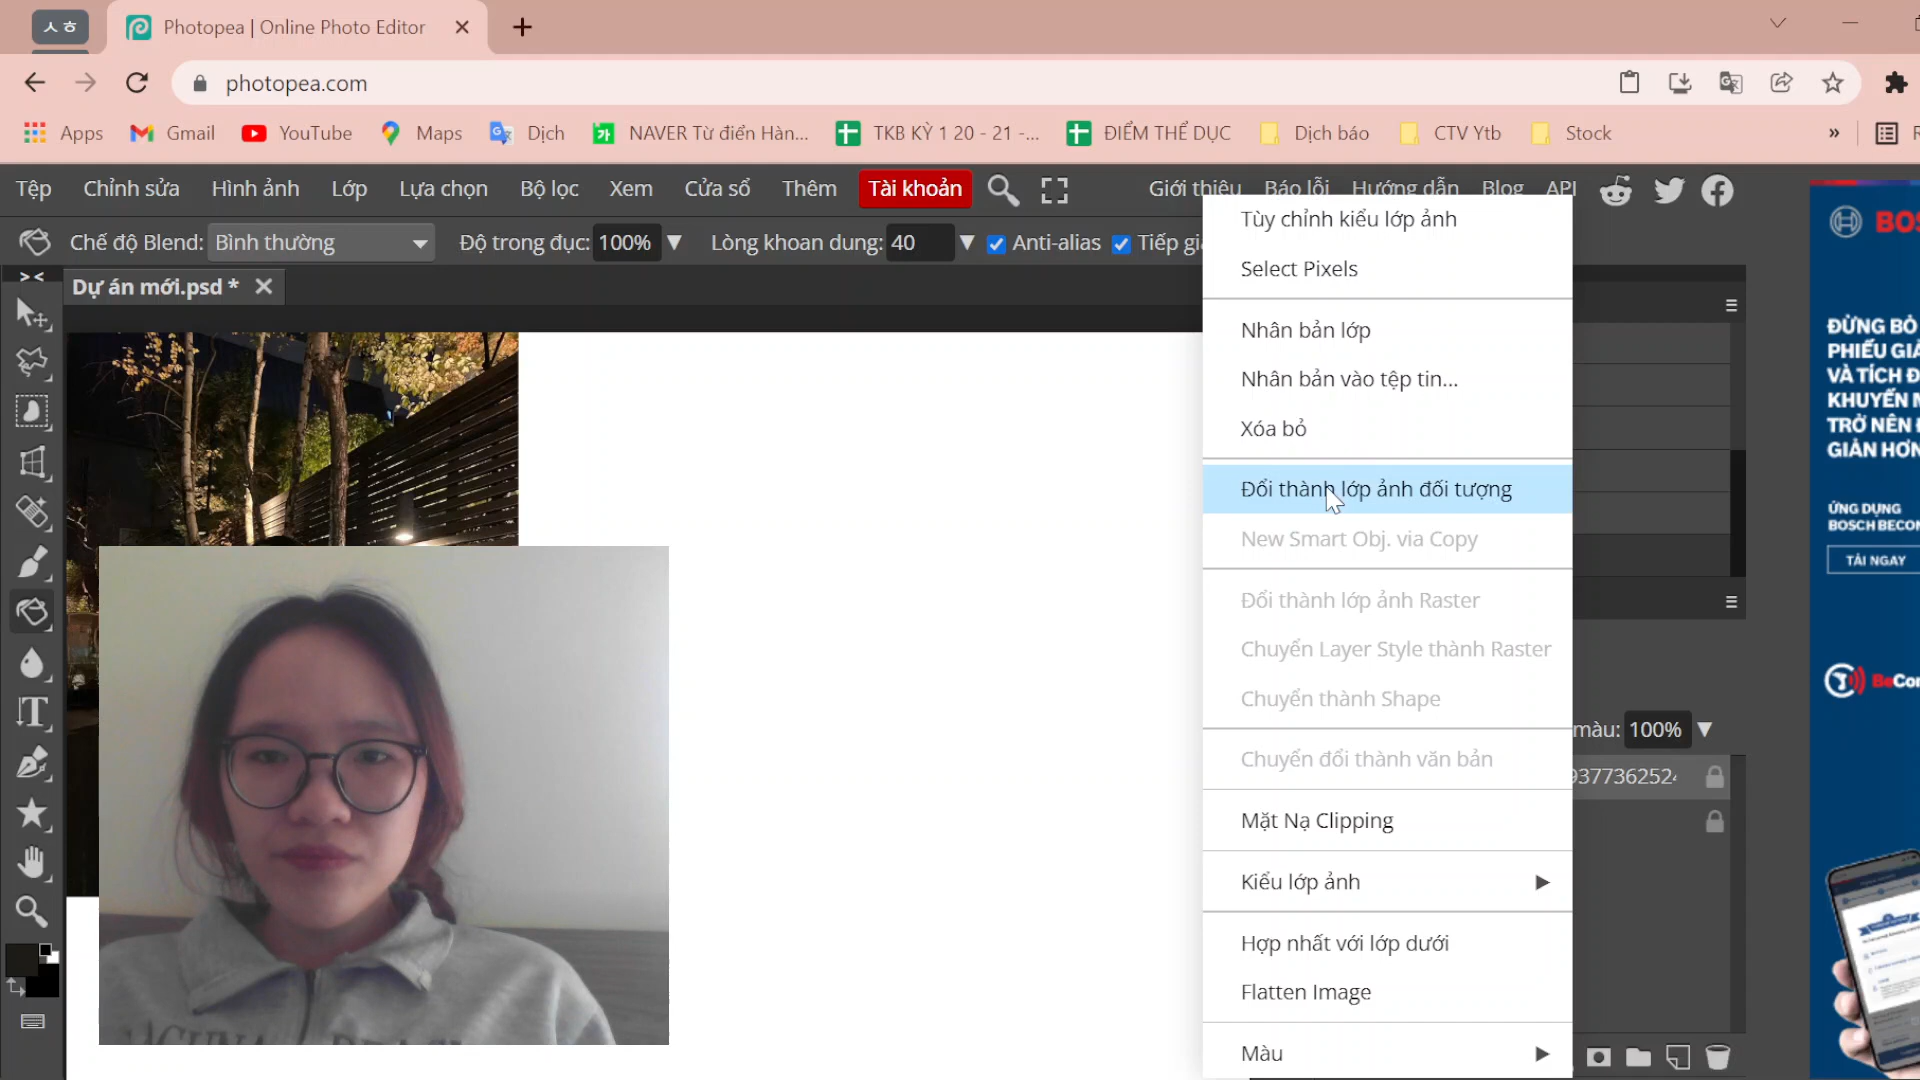 ㅅㅎ
Photopea | Online Photo Editor
photopea.com
Apps Gmail YouTube Maps Dịch NAVER Từ điển Hàn... TKB KỲ 1 20 - 21 -... ĐIỂM THỂ DỤC Dịch báo CTV Ytb Stock »
Tệp Chỉnh sửa Hình ảnh Lớp Lựa chọn Bộ lọc Xem Cửa sổ Thêm Tài khoản Giới thiệu Báo lỗi Hướng dẫn Blog API
Chế độ Blend: Bình thường Độ trong đục: 100% Lòng khoan dung: 40 Anti-alias Tiếp
Dự án mới.psd *
Tùy chỉnh kiểu lớp ảnh
Select Pixels
Nhân bản lớp
Nhân bản vào tệp tin...
Xóa bỏ
Đổi thành lớp ảnh đối tượng
New Smart Obj. via Copy
Đổi thành lớp ảnh Raster
Chuyển Layer Style thành Raster
Chuyển thành Shape
Chuyển đổi thành văn bản
Mặt Nạ Clipping
Kiểu lớp ảnh
Hợp nhất với lớp dưới
Flatten Image
Màu
màu: 100%
9377362524
ĐỪNG BỎ
PHIẾU
VÀ TÍCH
KHUYẾN
TRỞ NÊN
GIẢN
ỨNG DỤNG
BOSCH
TẢI NGAY